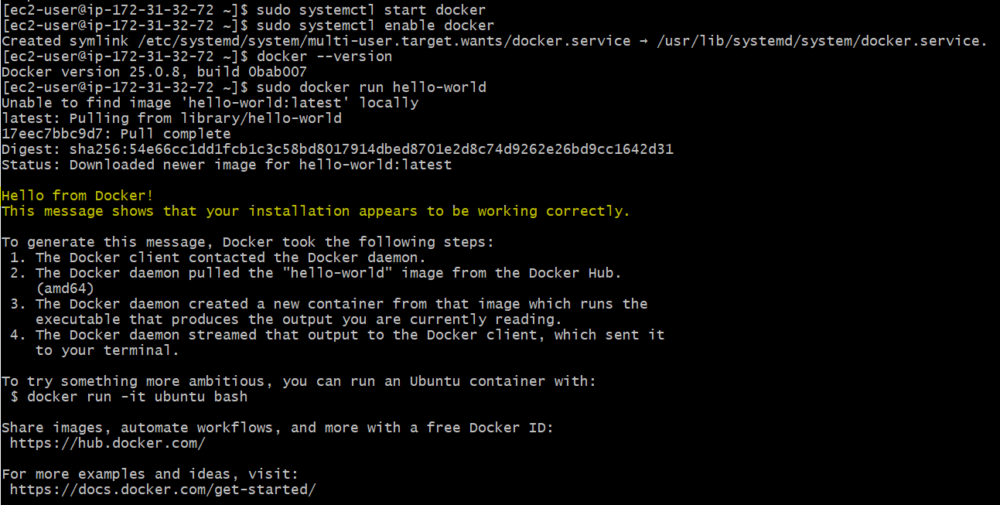 [ec2-user@ip-172-31-32-72 ~]$ sudo systemctl start docker
[ec2-user@ip-172-31-32-72 ~]$ sudo systemctl enable docker
Created symlink /etc/systemd/system/multi-user.target.wants/docker.service → /usr/lib/systemd/system/docker.service.
[ec2-user@ip-172-31-32-72 ~]$ docker --version
Docker version 25.0.8, build 0bab007
[ec2-user@ip-172-31-32-72 ~]$ sudo docker run hello-world
Unable to find image 'hello-world:latest' locally
latest: Pulling from library/hello-world
17eec7bbc9d7: Pull complete
Digest: sha256:54e66cc1dd1fcb1c3c58bd8017914dbed8701e2d8c74d9262e26bd9cc1642d31
Status: Downloaded newer image for hello-world:latest

Hello from Docker!
This message shows that your installation appears to be working correctly.

To generate this message, Docker took the following steps:
 1. The Docker client contacted the Docker daemon.
 2. The Docker daemon pulled the "hello-world" image from the Docker Hub.
    (amd64)
 3. The Docker daemon created a new container from that image which runs the
    executable that produces the output you are currently reading.
 4. The Docker daemon streamed that output to the Docker client, which sent it
    to your terminal.

To try something more ambitious, you can run an Ubuntu container with:
 $ docker run -it ubuntu bash

Share images, automate workflows, and more with a free Docker ID:
 https://hub.docker.com/

For more examples and ideas, visit:
 https://docs.docker.com/get-started/